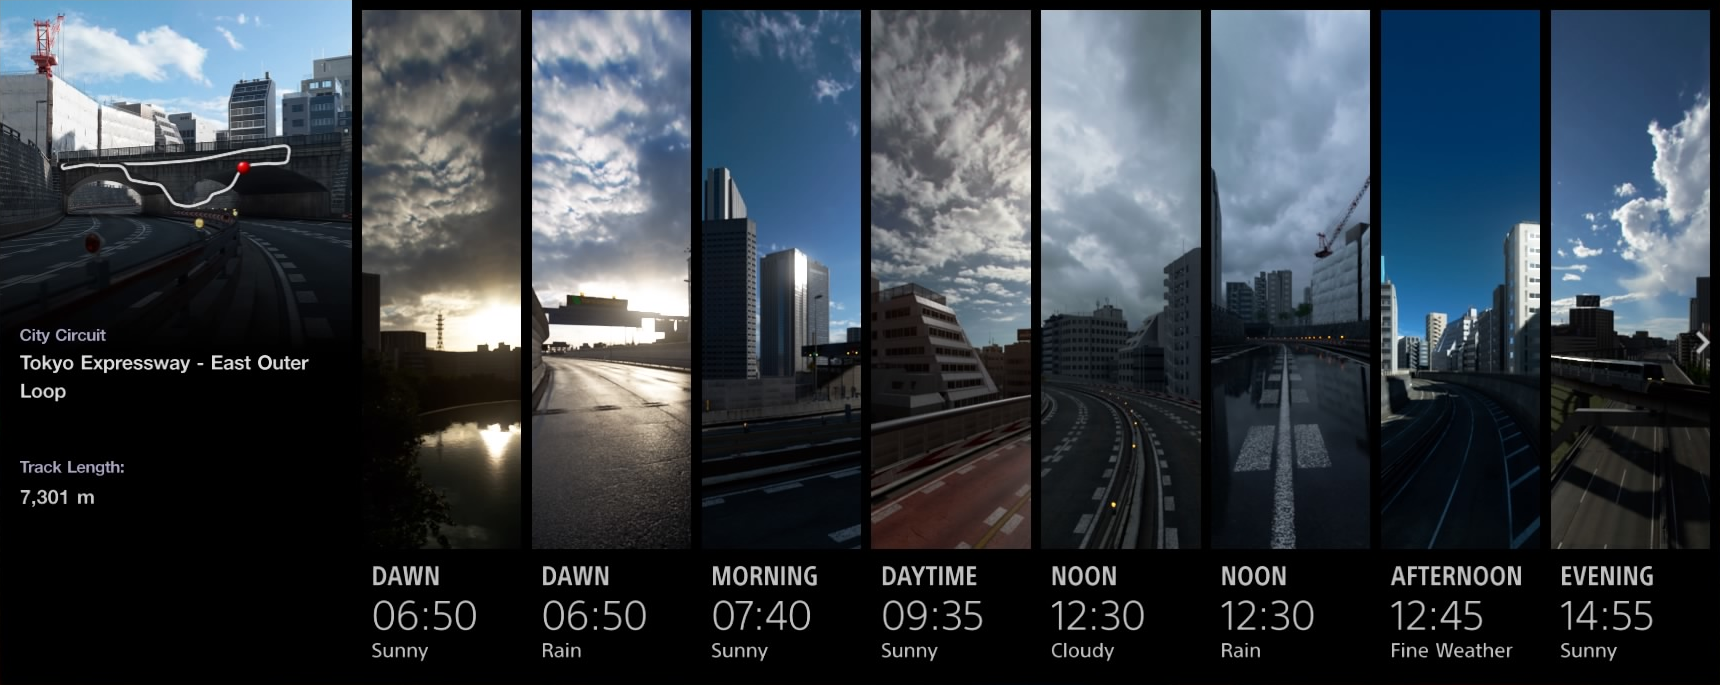 City Circuit
Tokyo Expressway - East Outer
Loop
Track Length:
7,301 m
DAWN
06:50
Sunny
DAWN
06:50
Rain
MORNING
07:40
Sunny
DAYTIME
09:35
Sunny
NOON
12:30
Cloudy
NOON
12:30
Rain
AFTERNOON
12:45
Fine Weather
EVENING
14:55
Sunny